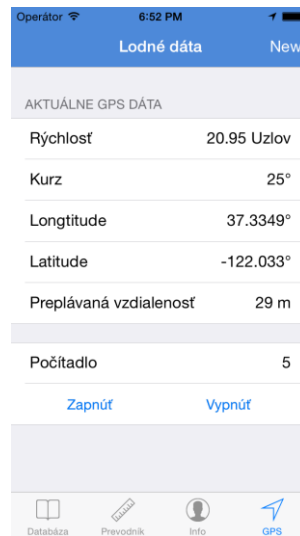 Operátor 6:52 PM
Lodné dáta New
AKTUÁLNE GPS DÁTA
Rýchlosť 20.95 Uzlov
Kurz 25°
Longtitude 37.3349°
Latitude -122.033°
Preplávaná vzdialenosť 29 m
Počítadlo 5
Zapnúť Vypnúť
Databáza Prevodník Info GPS